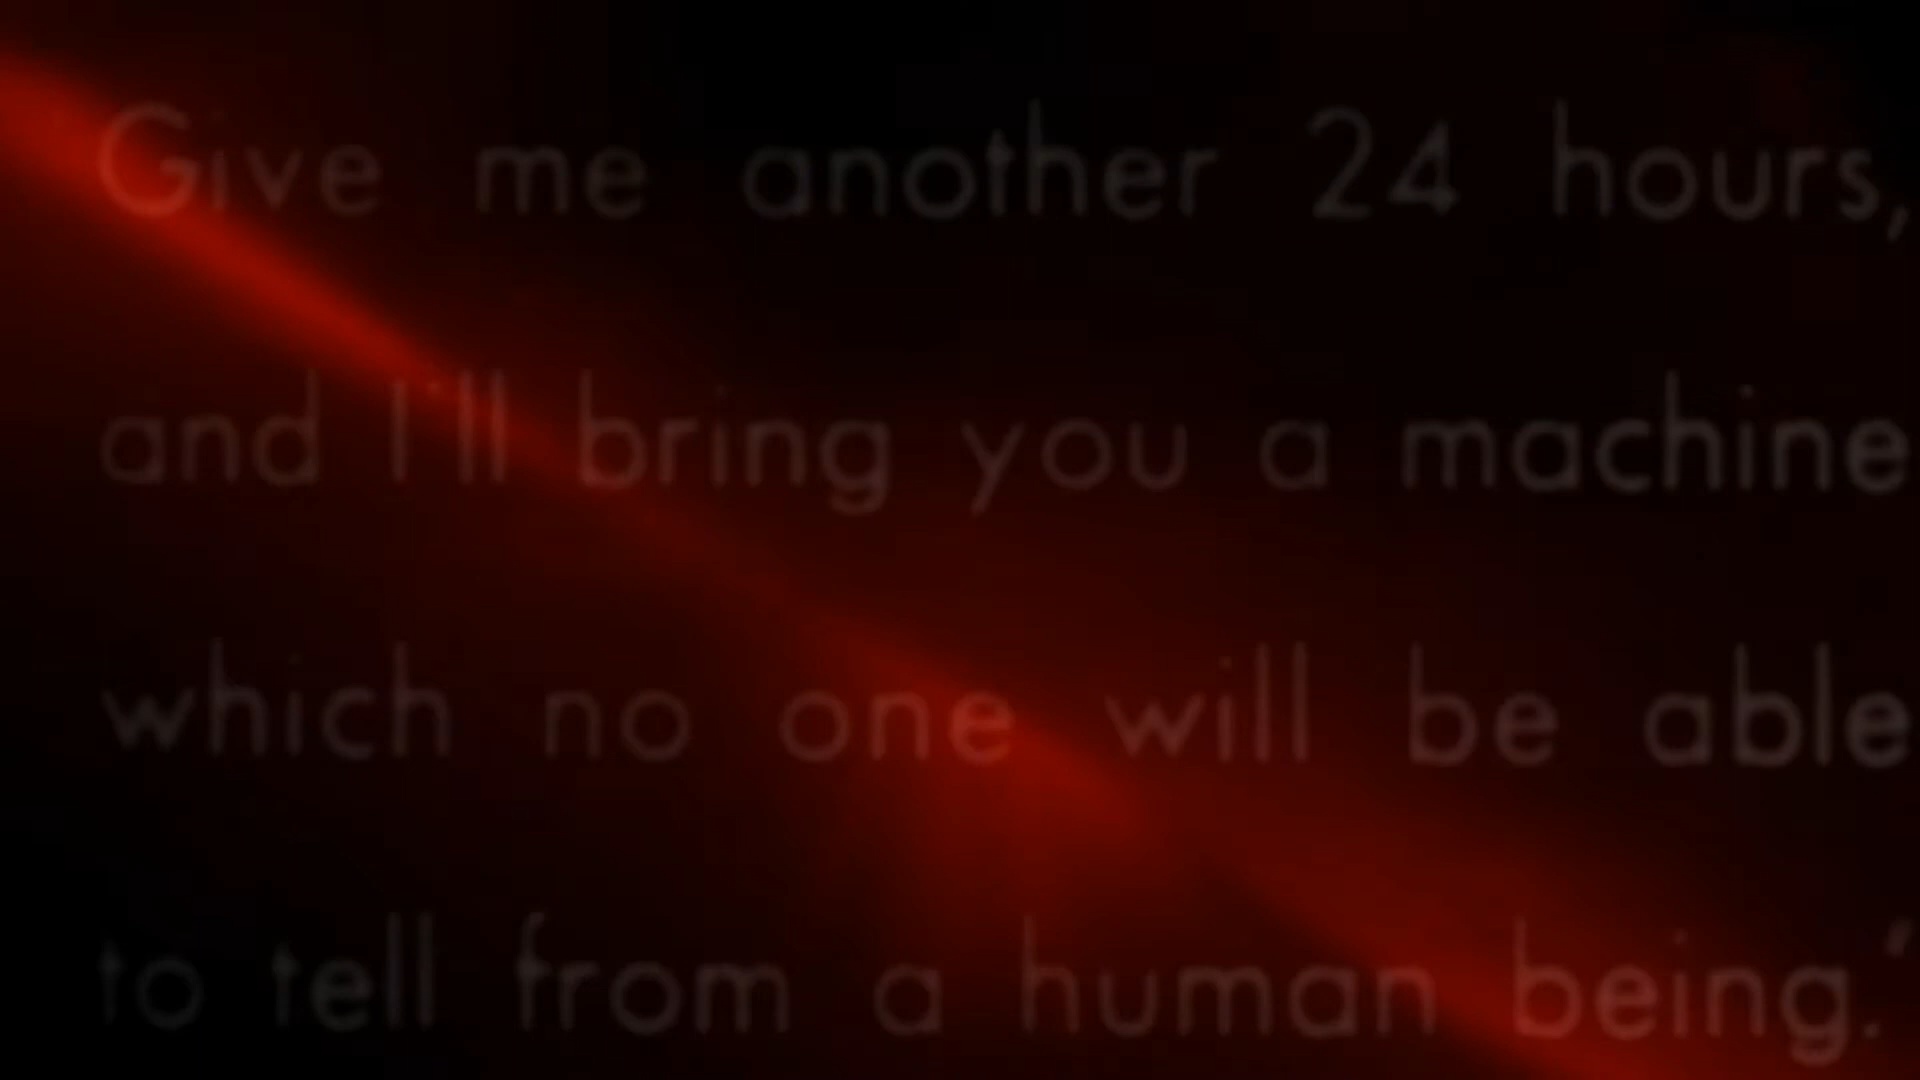 Give me another 24 hours,
and I'll bring you a machine
which no one will be able
to tell from a human being."